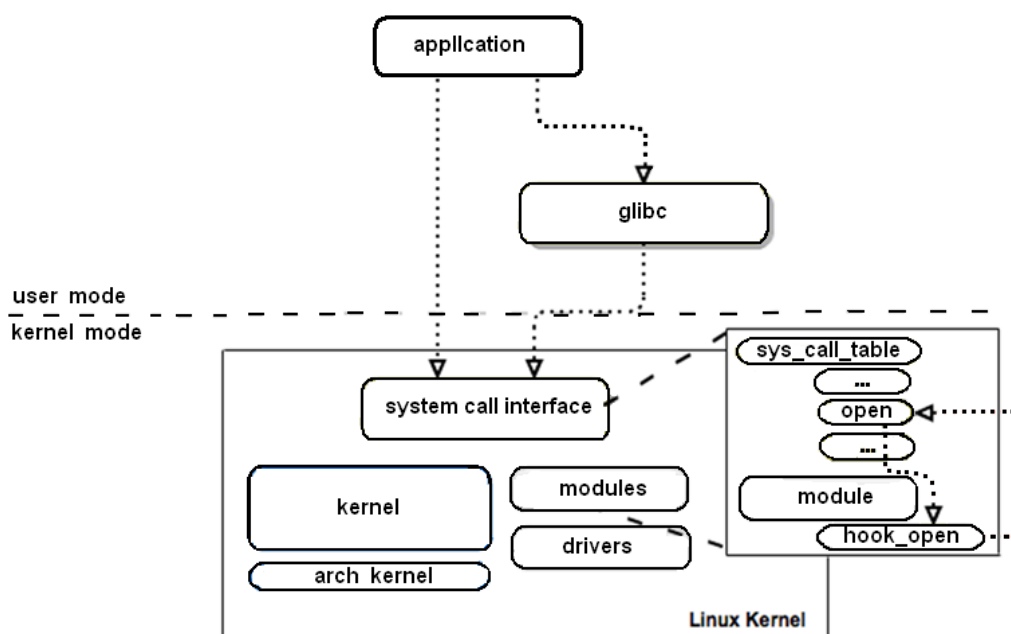 application
glibc
user mode
kernel mode
sys_call_table
...
open
...
module
hook_open
system call interface
kernel
modules
drivers
arch kernel
Linux Kernel